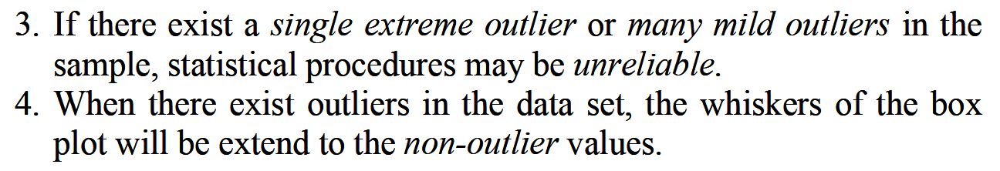 3. If there exist a single extreme outlier or many mild outliers in the
sample, statistical procedures may be unreliable.
4. When there exist outliers in the data set, the whiskers of the box
plot will be extend to the non-outlier values.